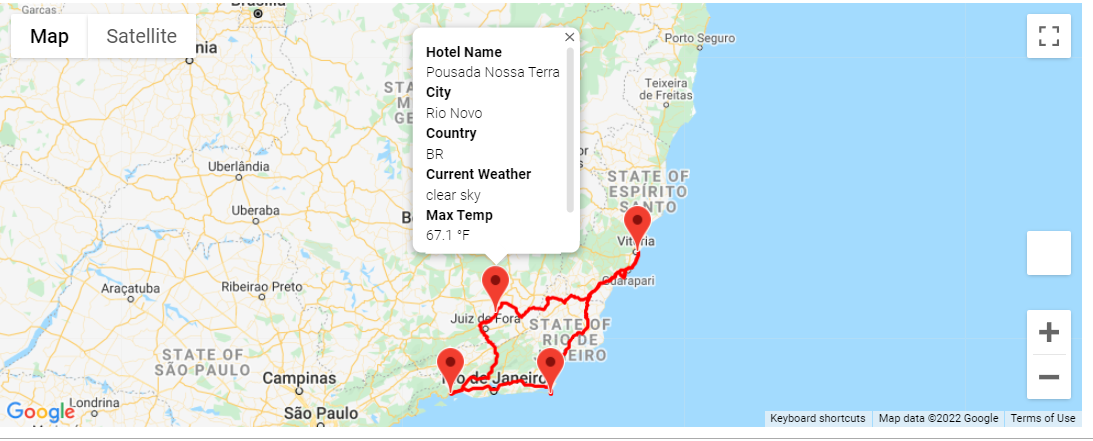 Garcas
Map
Satellite
Porto Seguro
Teixeira
de Freitas
Hotel Name
Pousada Nossa Terra
City
Rio Novo
Country
BR
Current Weather
clear sky
Max Temp
67.1 °F
Uberlândia
Uberaba
STATE OF
ESPÍRITO
SANTO
Vitória
Guarapari
Araçatuba
Ribeirao Preto
Juiz de Fora
STATE OF
RIO DE
JANEIRO
STATE OF
SÃO PAULO
Campinas
Rio de Janeiro
Google
Londrina
São Paulo
Keyboard shortcuts
Map data ©2022 Google
Terms of Use